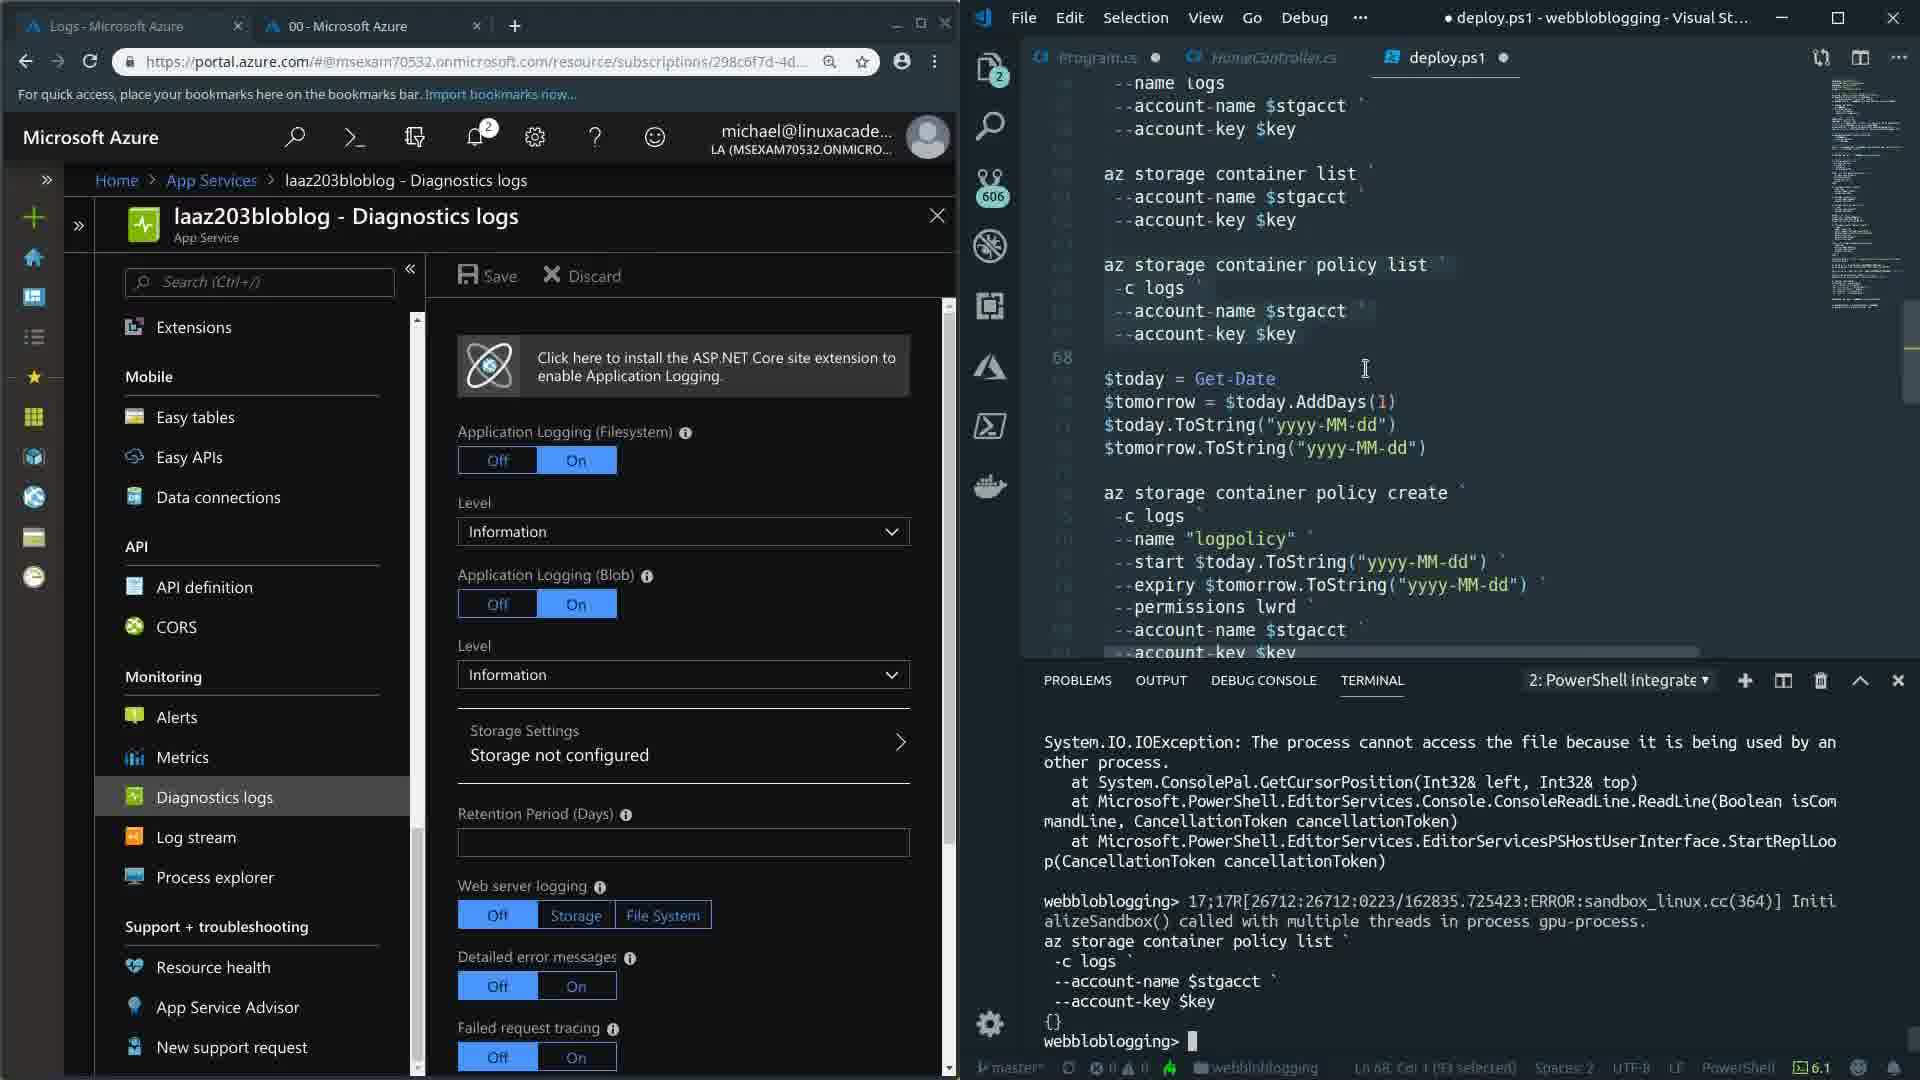 Logs - Microsoft Azure
00 - Microsoft Azure
https://portal.azure.com/#@msexam70532.onmicrosoft.com/resource/subscriptions/298c6f7d-4d...
For quick access, place your bookmarks here on the bookmarks bar. Import bookmarks now...
Microsoft Azure
2
michael@linuxacade...
LA (MSEXAM70532.ONMICRO...
Home > App Services > laaz203bloblog - Diagnostics logs
laaz203bloblog - Diagnostics logs
App Service
Search (Ctrl+/)
Extensions
Mobile
Easy tables
Easy APIs
Data connections
API
API definition
CORS
Monitoring
Alerts
Metrics
Diagnostics logs
Log stream
Process explorer
Support + troubleshooting
Resource health
App Service Advisor
New support request
Save
Discard
Click here to install the ASP.NET Core site extension to
enable Application Logging.
Application Logging (Filesystem)
Off On
Level
Information
Application Logging (Blob)
Off On
Level
Information
Storage Settings
Storage not configured
Retention Period (Days)
Web server logging
Off Storage File System
Detailed error messages
Off On
Failed request tracing
Off On
File Edit Selection View Go Debug ···
● deploy.ps1 - webbloblogging - Visual St...
Program.cs
HomeController.cs
deploy.ps1
2
606
--name logs
--account-name $stgacct `
--account-key $key
az storage container list `
--account-name $stgacct `
--account-key $key
az storage container policy list `
-c logs `
--account-name $stgacct `
--account-key $key
68
$today = Get-Date
$tomorrow = $today.AddDays(1)
$today.ToString("yyyy-MM-dd")
$tomorrow.ToString("yyyy-MM-dd")
az storage container policy create `
-c logs `
--name "logpolicy" `
--start $today.ToString("yyyy-MM-dd") `
--expiry $tomorrow.ToString("yyyy-MM-dd") `
--permissions lwrd `
--account-name $stgacct `
--account-key $key
PROBLEMS OUTPUT DEBUG CONSOLE TERMINAL
2: PowerShell Integrate
System.IO.IOException: The process cannot access the file because it is being used by an
other process.
at System.ConsolePal.GetCursorPosition(Int32& left, Int32& top)
at Microsoft.PowerShell.EditorServices.Console.ConsoleReadLine.ReadLine(Boolean isCom
mandLine, CancellationToken cancellationToken)
at Microsoft.PowerShell.EditorServices.EditorServicesPSHostUserInterface.StartReplLoo
p(CancellationToken cancellationToken)
webbloblogging> 17;17R[26712:26712:0223/162835.725423:ERROR:sandbox_linux.cc(364)] Initi
alizeSandbox() called with multiple threads in process gpu-process.
az storage container policy list `
-c logs `
--account-name $stgacct `
--account-key $key
{}
webbloblogging>
master*
0
0
webbloblogging
Ln 68, Col 1 (93 selected)
Spaces: 2
UTF-8
LF
PowerShell
6.1